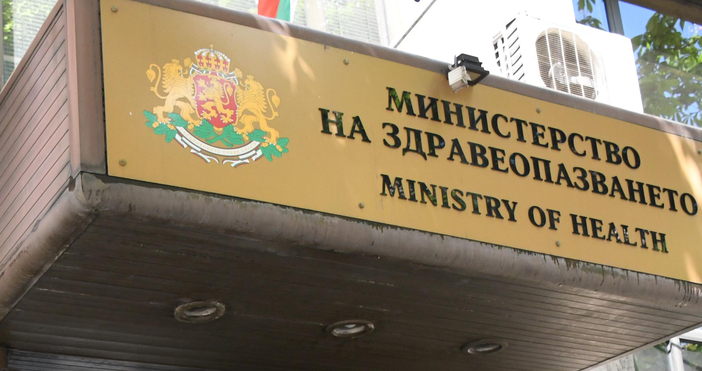 МИНИСТЕРСТВО
НА ЗДРАВЕОПАЗВАНЕТО
MINISTRY OF HEALTH